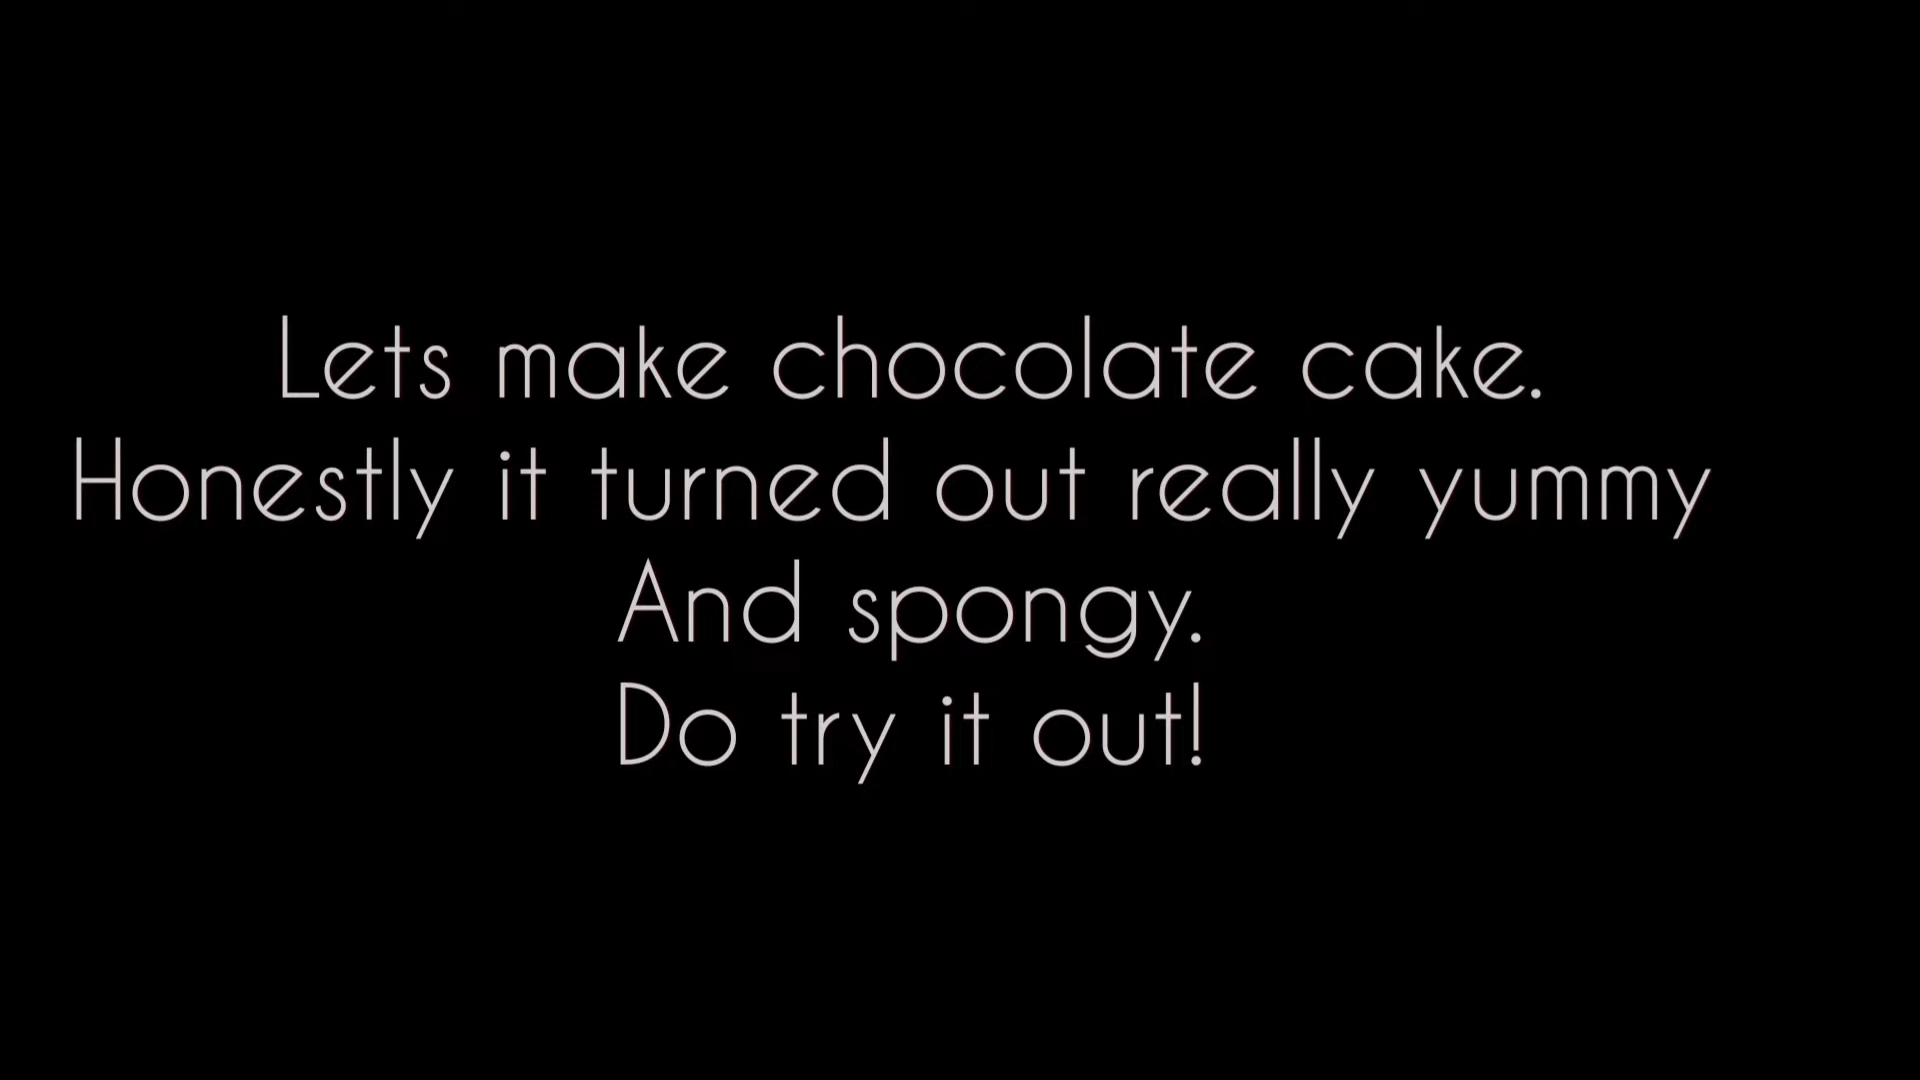 Lets make chocolate cake.
Honestly it turned out really yummy
And spongy.
Do try it out!